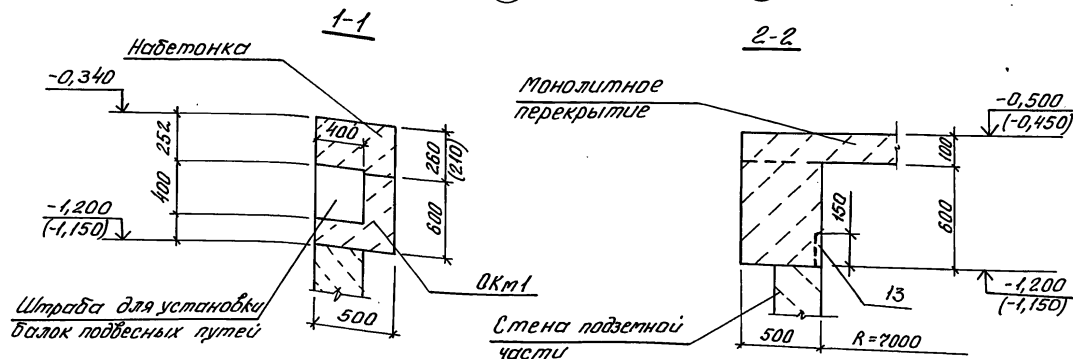 1-1
Набетонка
-0,340
252
400
400
260
(210)
600
-1,200
(-1,150)
Штраба для установки
балок подвесных путей
500
ОКм1
2-2
Монолитное
перекрытие
-0,500
(-0,450)
100
150
600
13
-1,200
(-1,150)
Стена подземной
части
500
R=7000